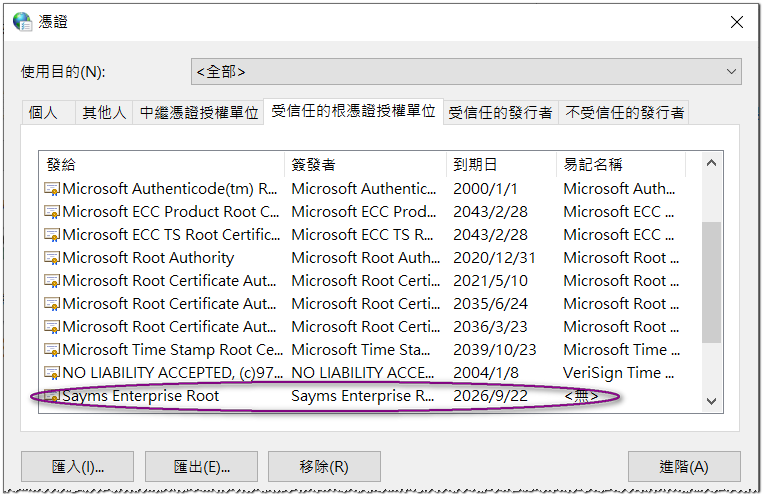 憑證
使用目的(N): <全部>
個人 其他人 中繼憑證授權單位 受信任的根憑證授權單位 受信任的發行者 不受信任的發行者
發給 簽發者 到期日 易記名稱
Microsoft Authenticode(tm) R... Microsoft Authentic... 2000/1/1 Microsoft Auth...
Microsoft ECC Product Root C... Microsoft ECC Prod... 2043/2/28 Microsoft ECC ...
Microsoft ECC TS Root Certific... Microsoft ECC TS R... 2043/2/28 Microsoft ECC ...
Microsoft Root Authority Microsoft Root Auth... 2020/12/31 Microsoft Root ...
Microsoft Root Certificate Aut... Microsoft Root Certi... 2021/5/10 Microsoft Root ...
Microsoft Root Certificate Aut... Microsoft Root Certi... 2035/6/24 Microsoft Root ...
Microsoft Root Certificate Aut... Microsoft Root Certi... 2036/3/23 Microsoft Root ...
Microsoft Time Stamp Root Ce... Microsoft Time Sta... 2039/10/23 Microsoft Time ...
NO LIABILITY ACCEPTED, (c)97... NO LIABILITY ACCE... 2004/1/8 VeriSign Time ...
Sayms Enterprise Root Sayms Enterprise R... 2026/9/22 <無>
匯入(I)... 匯出(E)... 移除(R) 進階(A)